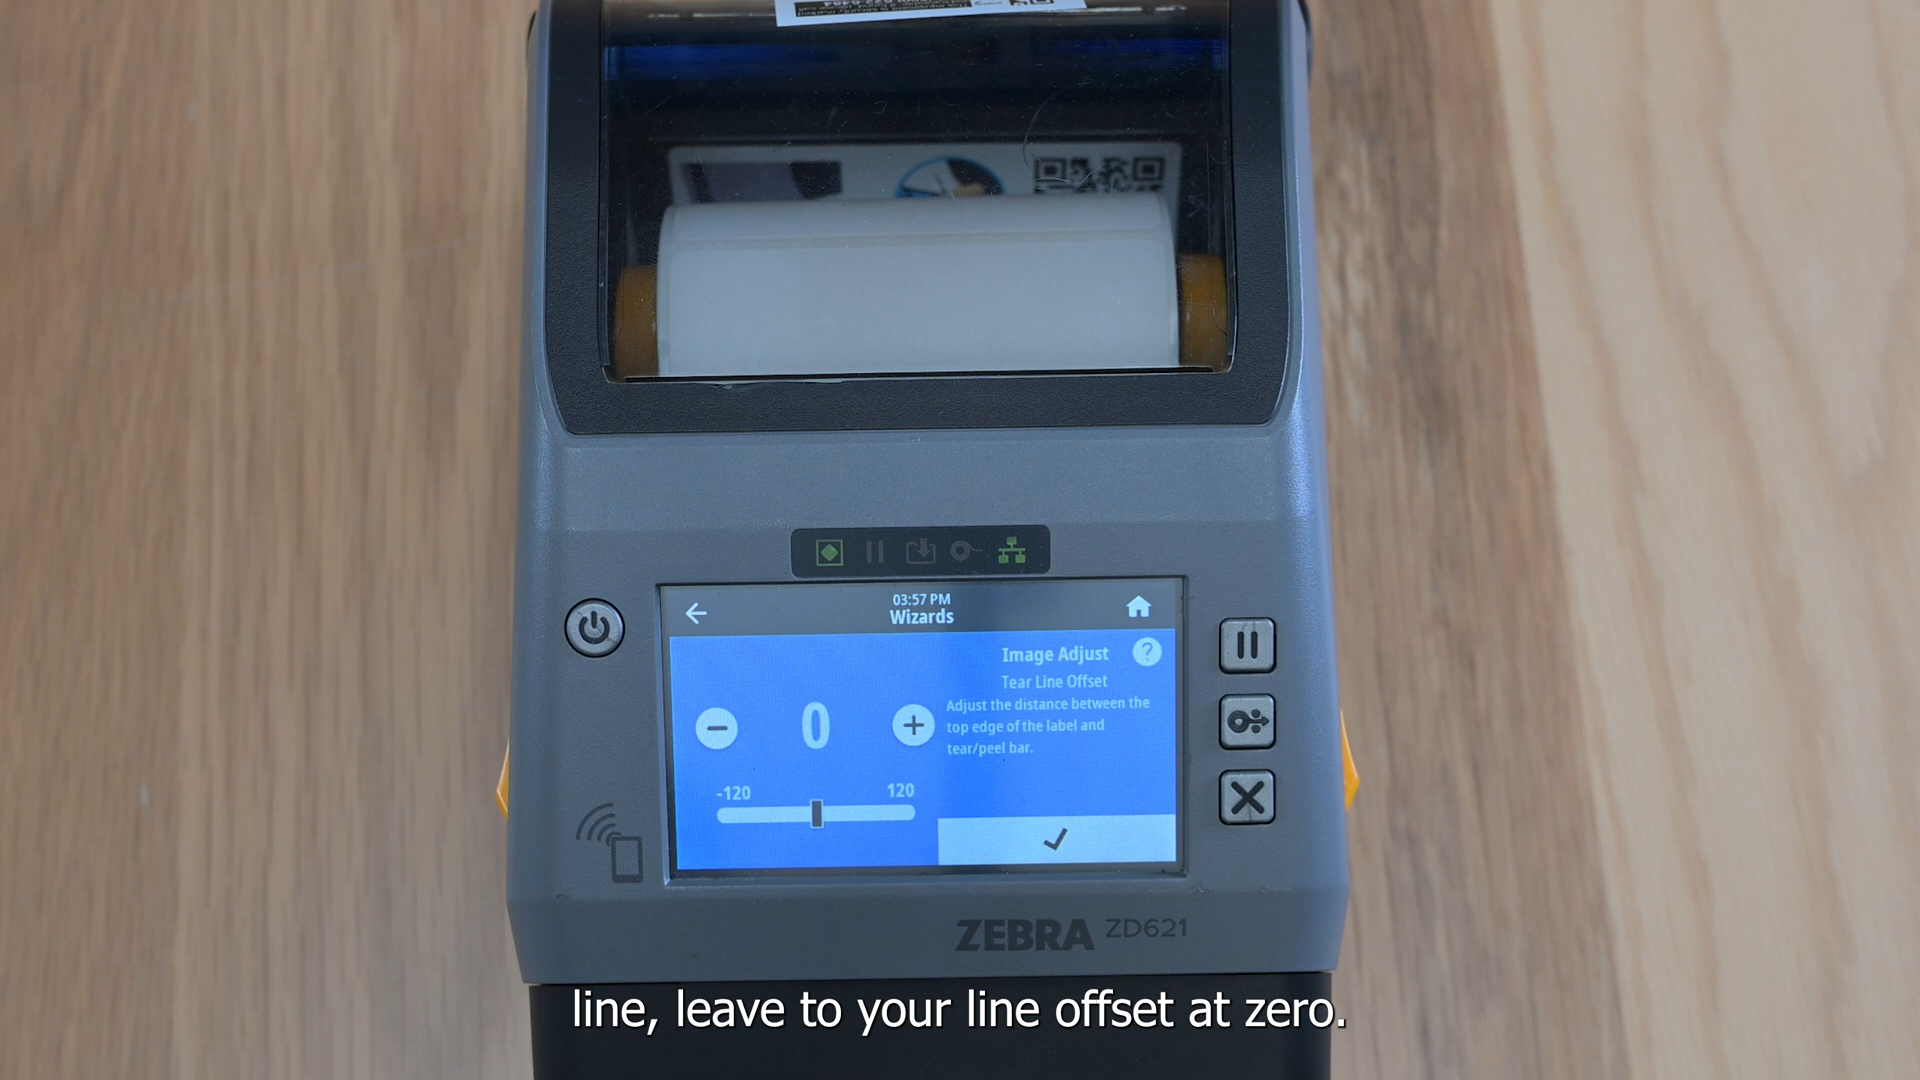 03:57 PM
Wizards
Image Adjust
?
Tear Line Offset
Adjust the distance between the
top edge of the label and
tear/peel bar.
− 0 +
-120 120
ZEBRA ZD621
line, leave to your line offset at zero.